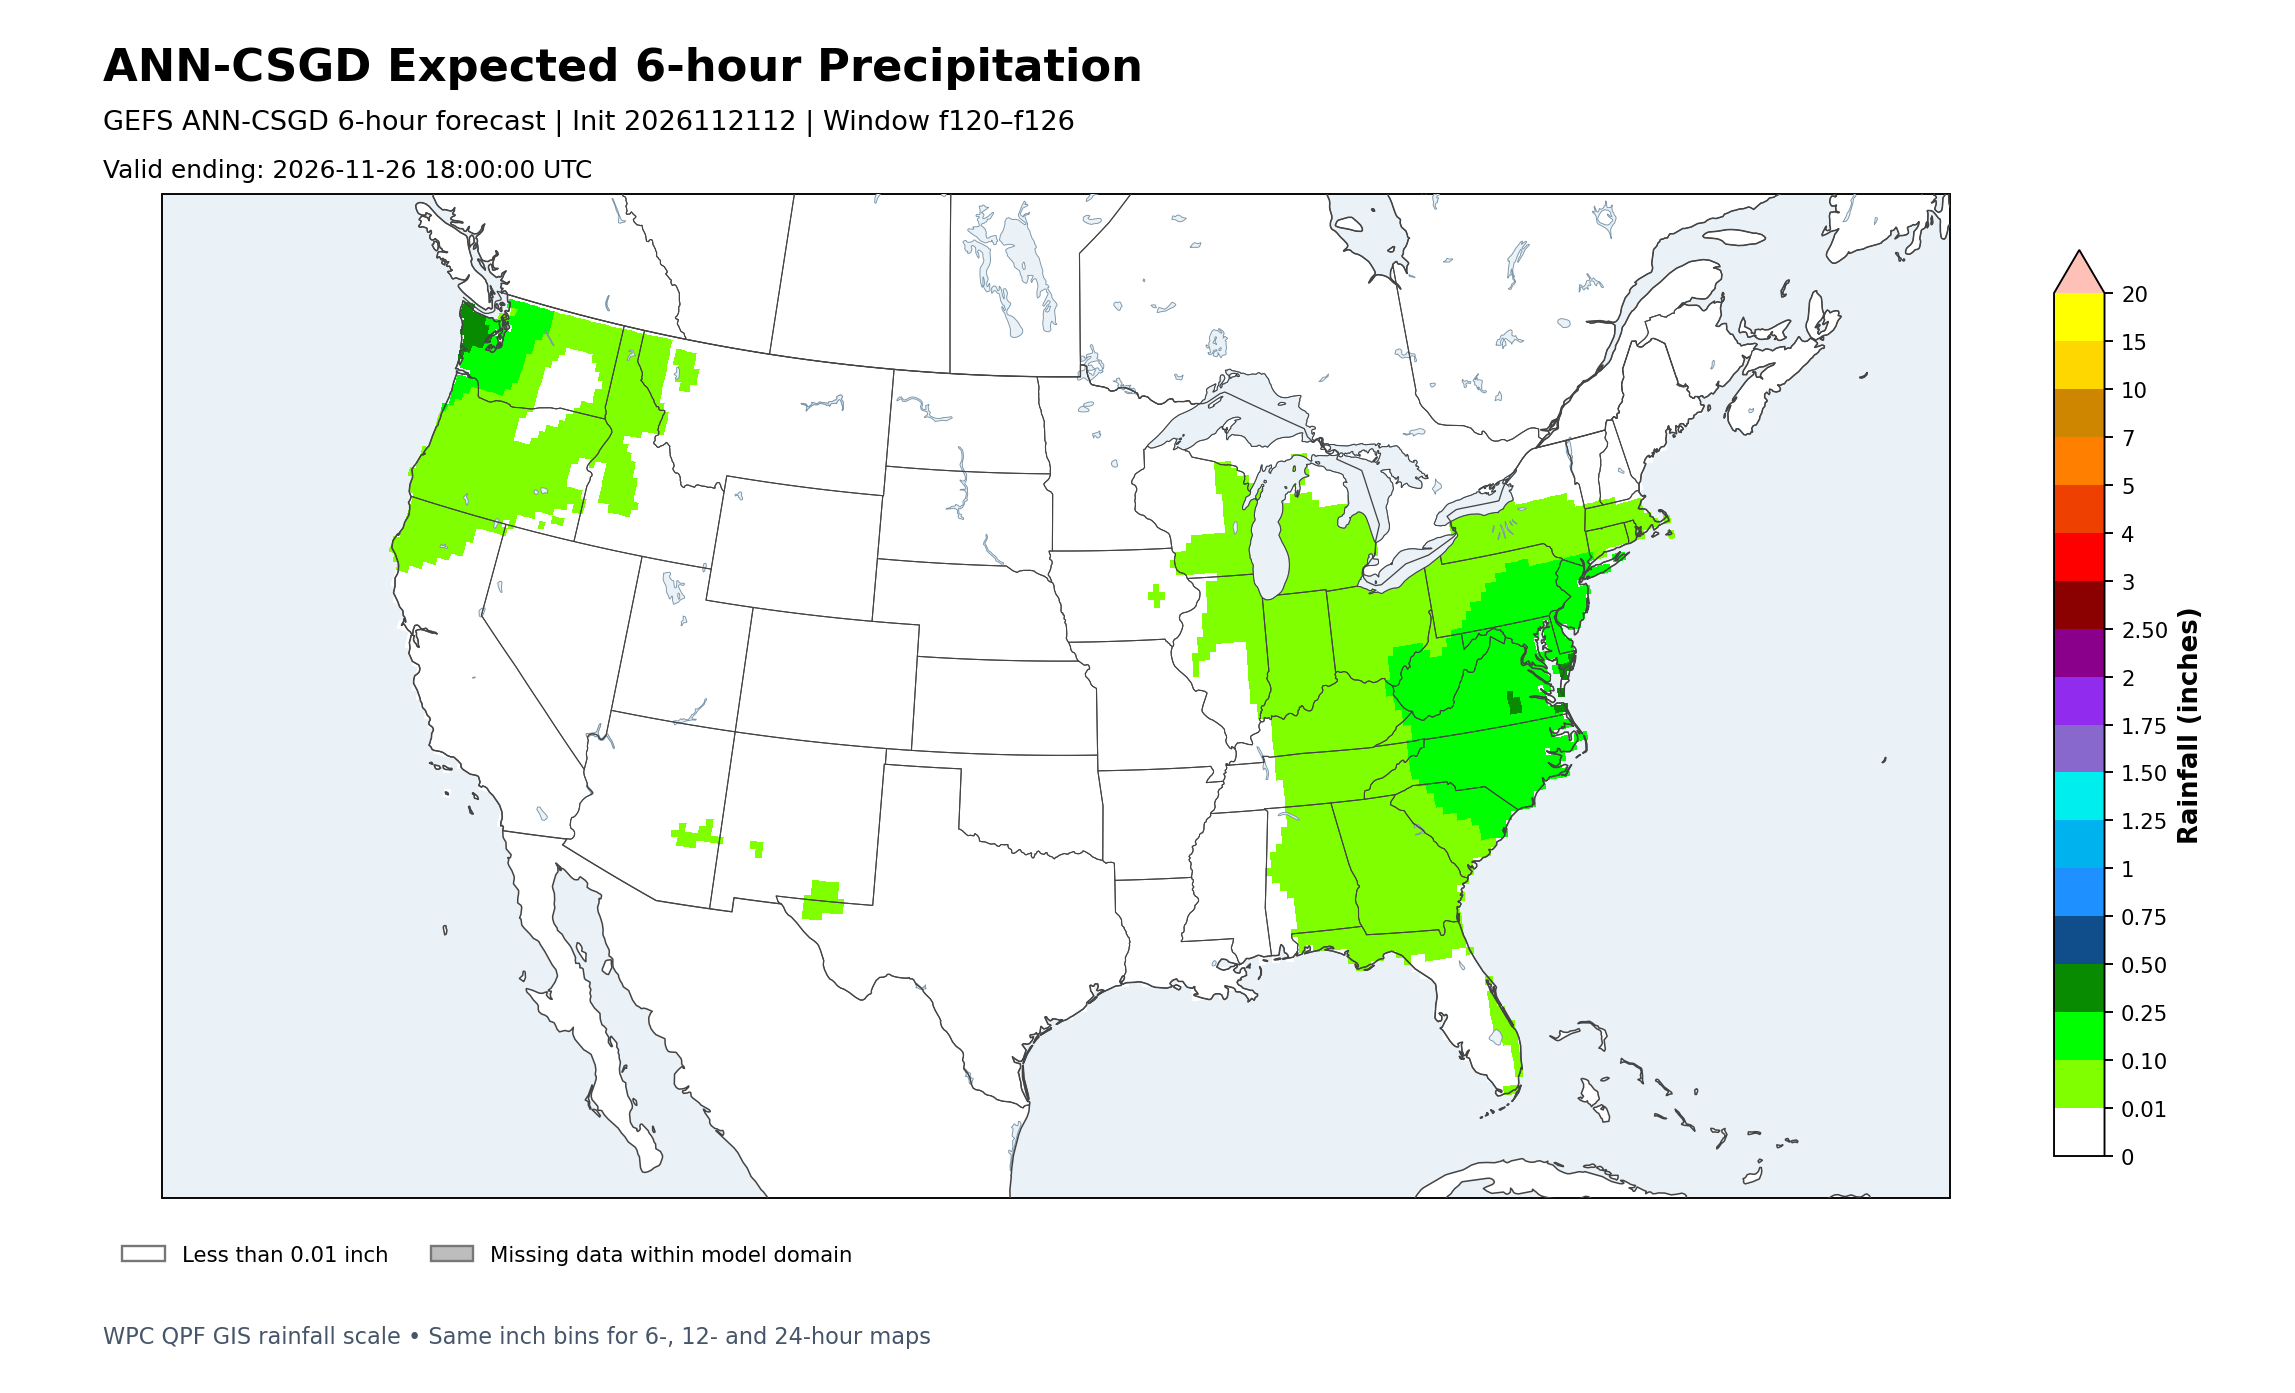 ANN-CSGD Expected 6-hour Precipitation
GEFS ANN-CSGD 6-hour forecast | Init 2026112112 | Window f120–f126
Valid ending: 2026-11-26 18:00:00 UTC
20
15
10
7
5
4
3
2.50
2
1.75
1.50
1.25
1
0.75
0.50
0.25
0.10
0.01
0
Rainfall (inches)
Less than 0.01 inch
Missing data within model domain
WPC QPF GIS rainfall scale • Same inch bins for 6-, 12- and 24-hour maps